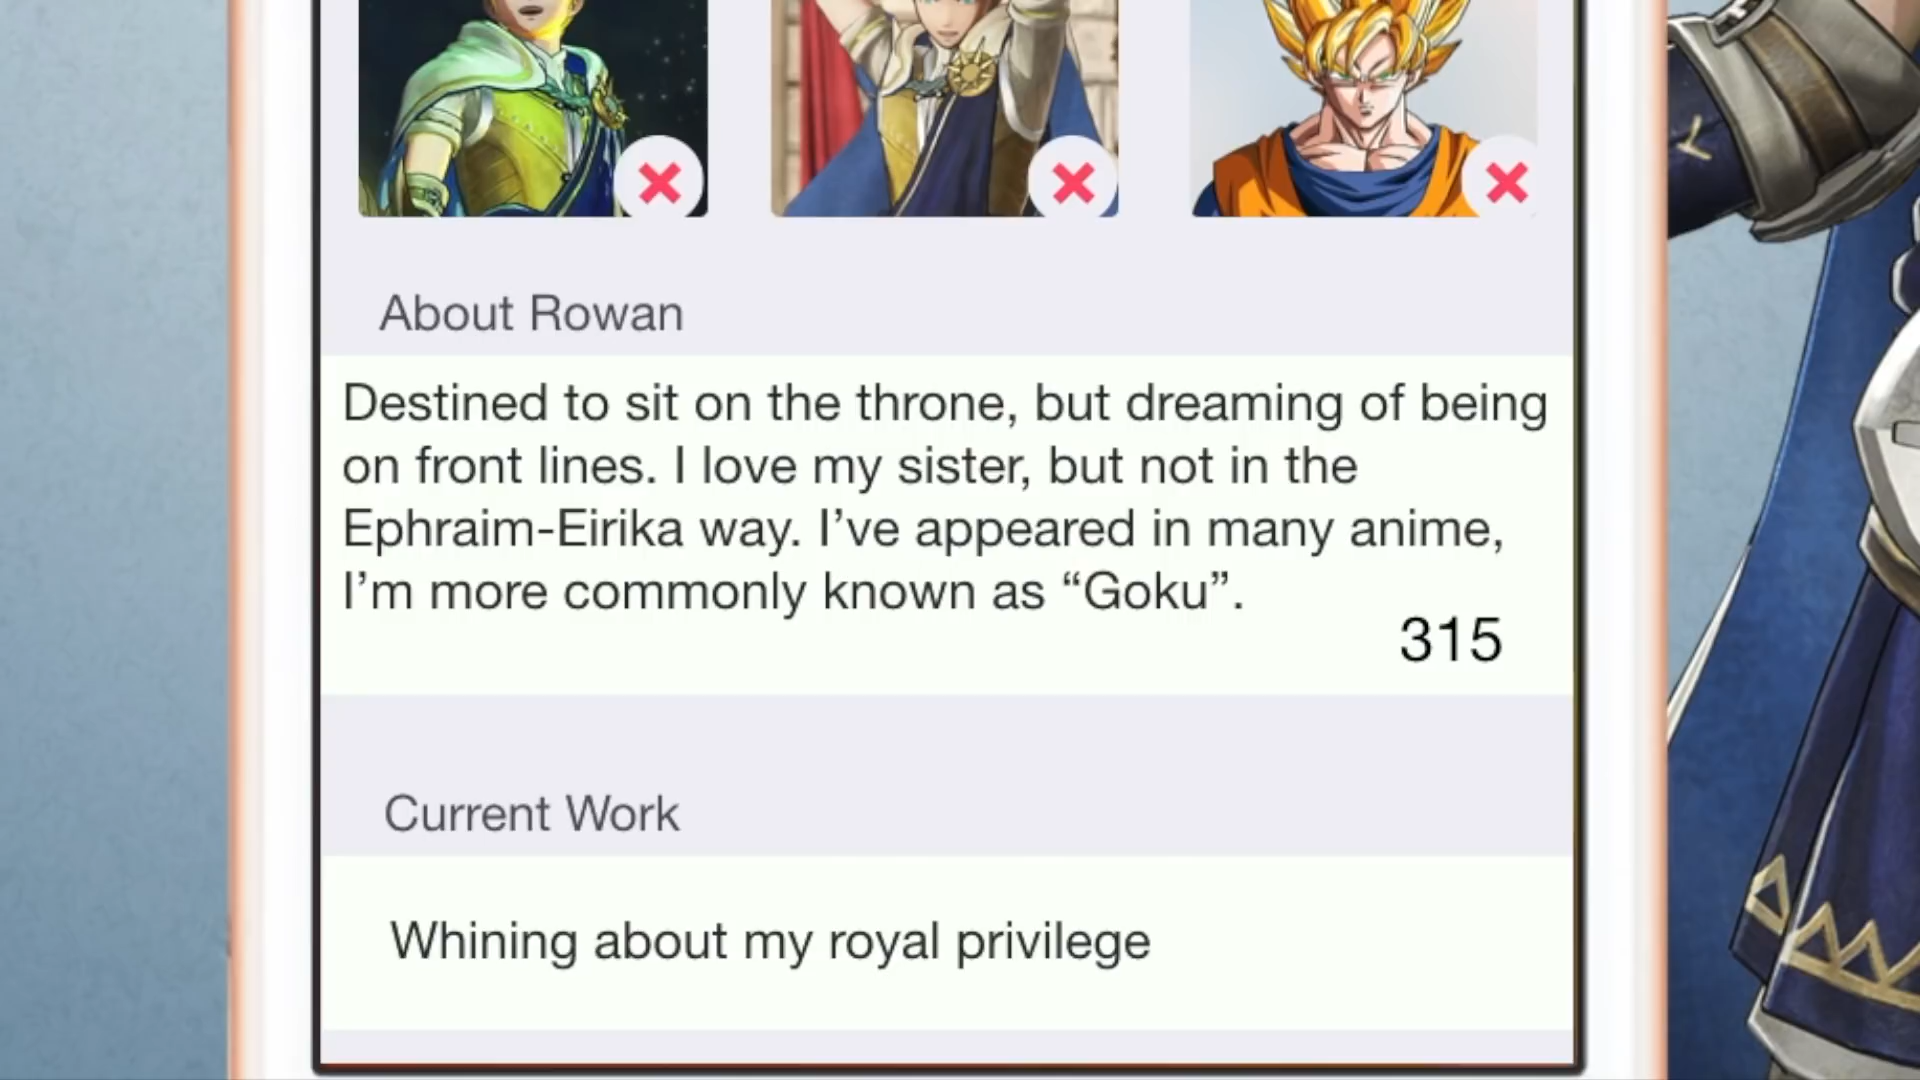 About Rowan
Destined to sit on the throne, but dreaming of being
on front lines. I love my sister, but not in the
Ephraim-Eirika way. I’ve appeared in many anime,
I’m more commonly known as “Goku”.
315
Current Work
Whining about my royal privilege